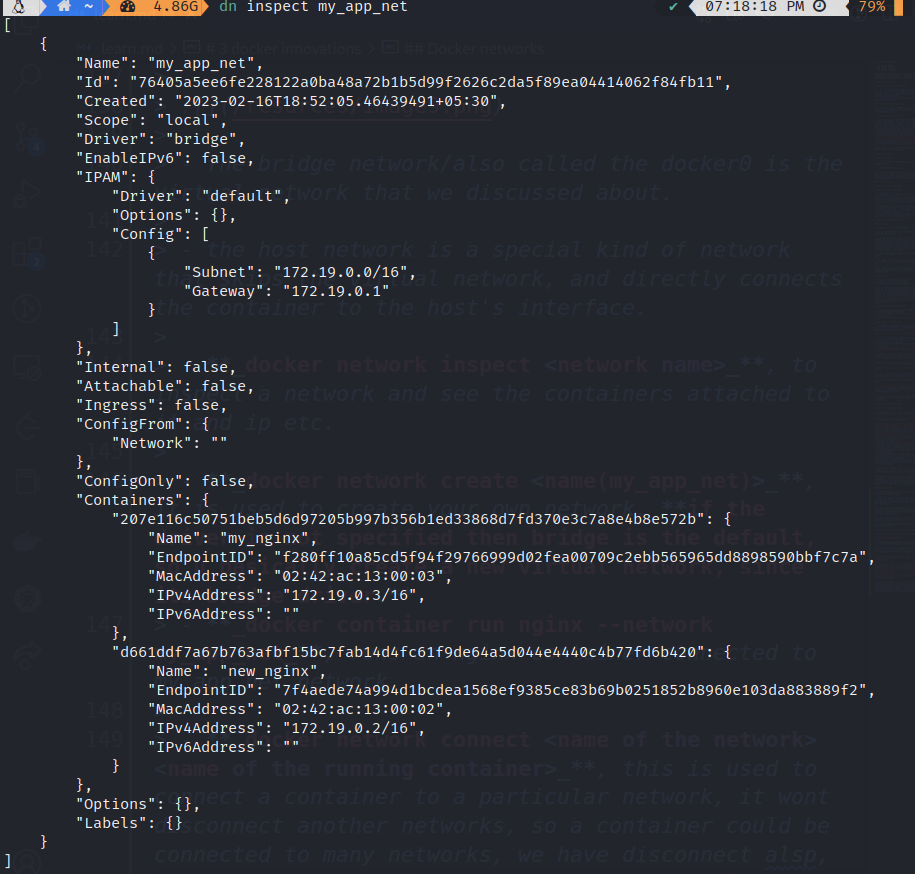 ~ 4.86G dn inspect my_app_net ✔ 07:18:18 PM 79%
[
    {
        "Name": "my_app_net",
        "Id": "76405a5ee6fe228122a0ba48a72b1b5d99f2626c2da5f89ea04414062f84fb11",
        "Created": "2023-02-16T18:52:05.46439491+05:30",
        "Scope": "local",
        "Driver": "bridge",
        "EnableIPv6": false,
        "IPAM": {
            "Driver": "default",
            "Options": {},
            "Config": [
                {
                    "Subnet": "172.19.0.0/16",
                    "Gateway": "172.19.0.1"
                }
            ]
        },
        "Internal": false,
        "Attachable": false,
        "Ingress": false,
        "ConfigFrom": {
            "Network": ""
        },
        "ConfigOnly": false,
        "Containers": {
            "207e116c50751beb5d6d97205b997b356b1ed33868d7fd370e3c7a8e4b8e572b": {
                "Name": "my_nginx",
                "EndpointID": "f280ff10a85cd5f94f29766999d02fea00709c2ebb565965dd8898590bbf7c7a",
                "MacAddress": "02:42:ac:13:00:03",
                "IPv4Address": "172.19.0.3/16",
                "IPv6Address": ""
            },
            "d661ddf7a67b763afbf15bc7fab14d4fc61f9de64a5d044e4440c4b77fd6b420": {
                "Name": "new_nginx",
                "EndpointID": "7f4aede74a994d1bcdea1568ef9385ce83b69b0251852b8960e103da883889f2",
                "MacAddress": "02:42:ac:13:00:02",
                "IPv4Address": "172.19.0.2/16",
                "IPv6Address": ""
            }
        },
        "Options": {},
        "Labels": {}
    }
]